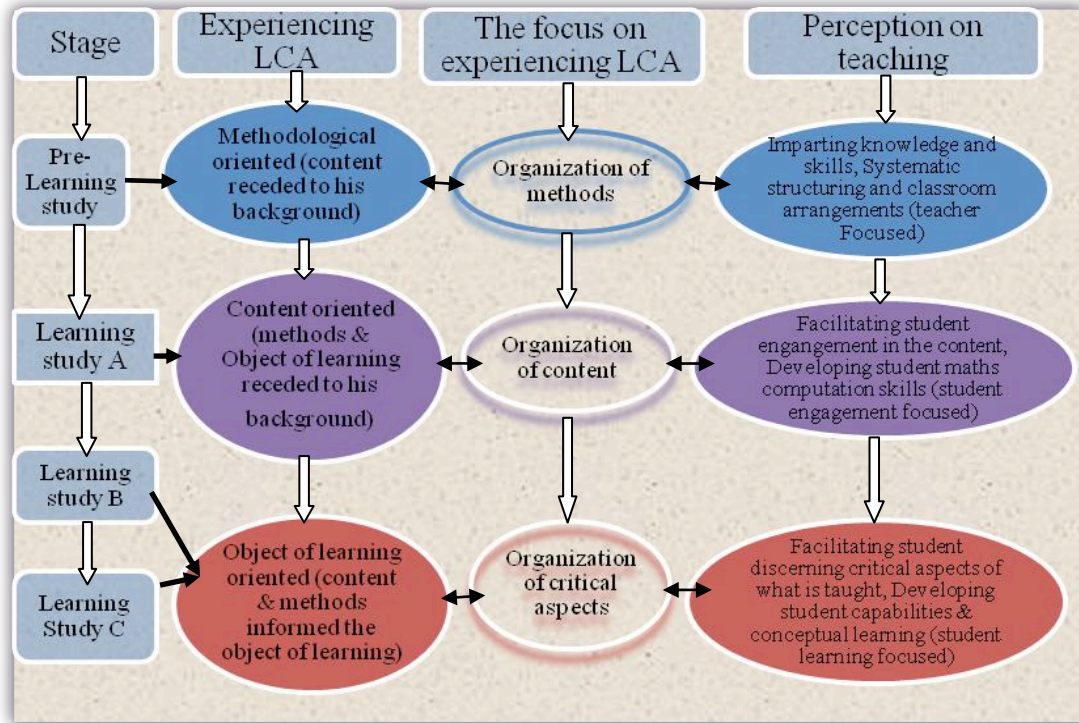 Stage
Experiencing
LCA
The focus on
experiencing LCA
Perception on
teaching
Pre-
Learning
study
Methodological
oriented (content
receded to his
background)
Organization of
methods
Imparting knowledge and
skills, Systematic
structuring and classroom
arrangements (teacher
Focused)
Learning
study A
Content oriented
(methods &
Object of learning
receded to his
background)
Organization
of content
Facilitating student
engangement in the content,
Developing student maths
computation skills (student
engagement focused)
Learning
study B
Learning
Study C
Object of learning
oriented (content
& methods
informed the
object of learning)
Organization
of critical
aspects
Facilitating student
discerning critical aspects of
what is taught, Developing
student capabilities &
conceptual learning (student
learning focused)